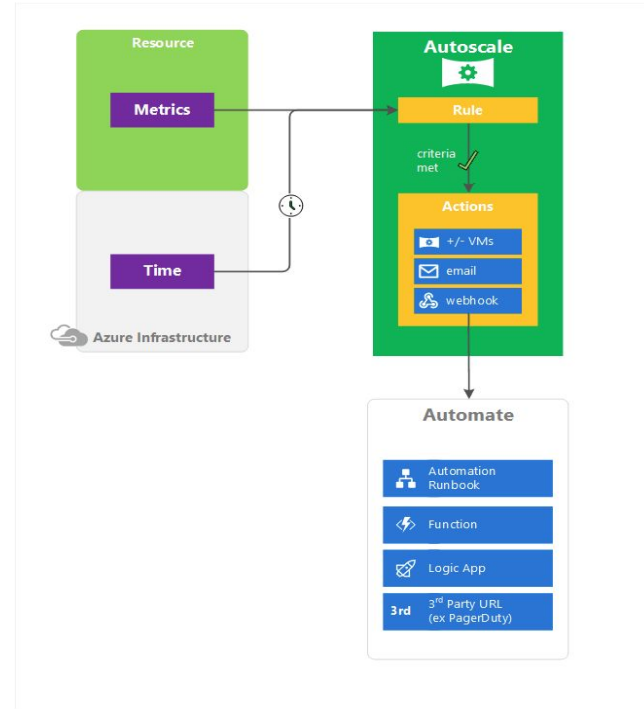 Resource
Metrics
Time
Azure Infrastructure
Autoscale
Rule
criteria
met
Actions
+/- VMs
email
webhook
Automate
Automation
Runbook
Function
Logic App
3rd
3rd Party URL
(ex PagerDuty)